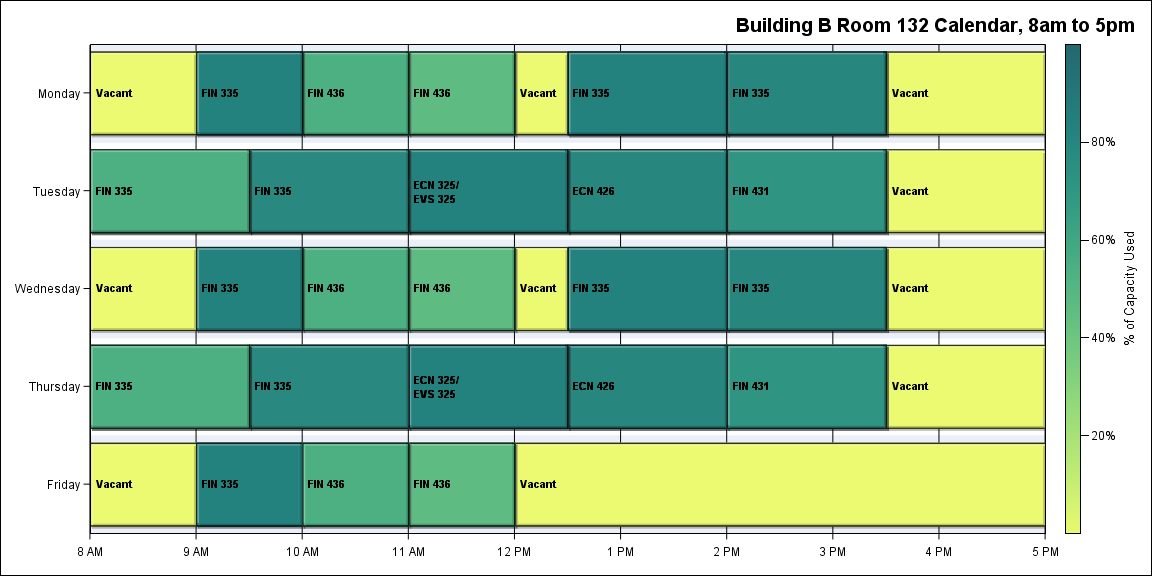 Building B Room 132 Calendar, 8am to 5pm
Monday
Vacant
FIN 335
FIN 436
FIN 436
Vacant
FIN 335
FIN 335
Vacant
Tuesday
FIN 335
FIN 335
ECN 325/
EVS 325
ECN 426
FIN 431
Vacant
Wednesday
Vacant
FIN 335
FIN 436
FIN 436
Vacant
FIN 335
FIN 335
Vacant
Thursday
FIN 335
FIN 335
ECN 325/
EVS 325
ECN 426
FIN 431
Vacant
Friday
Vacant
FIN 335
FIN 436
FIN 436
Vacant
8 AM
9 AM
10 AM
11 AM
12 PM
1 PM
2 PM
3 PM
4 PM
5 PM
80%
60%
40%
20%
% of Capacity Used